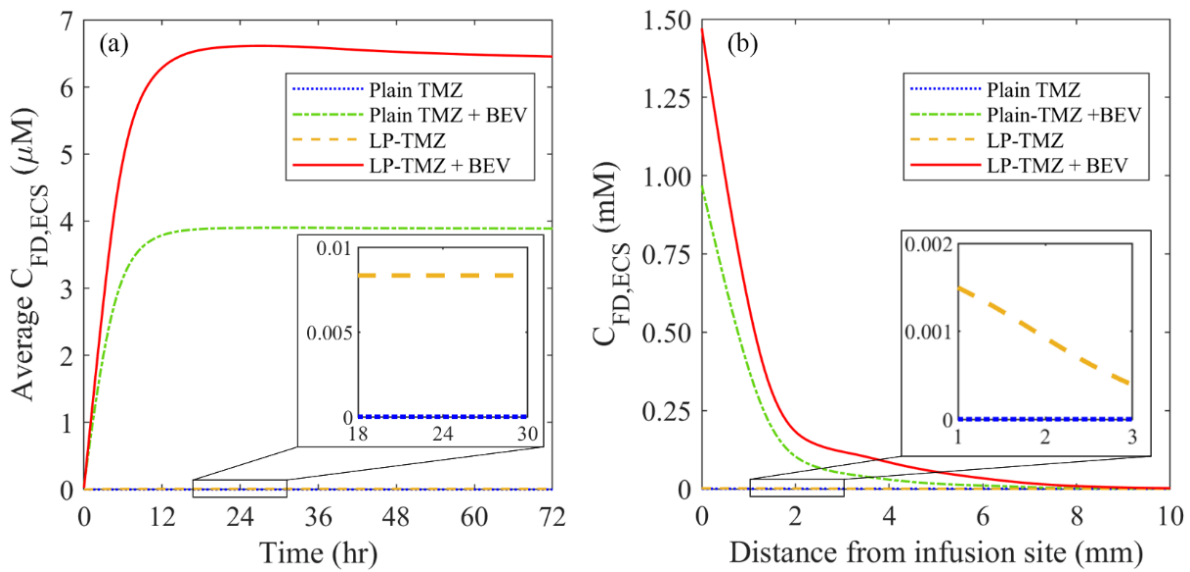 (a)
Average C_FD,ECS (μM)
7
6
5
4
3
2
1
0
0 12 24 36 48 60 72
Time (hr)
Plain TMZ
Plain TMZ + BEV
LP-TMZ
LP-TMZ + BEV
0.01
0.005
0
18 24 30
(b)
C_FD,ECS (mM)
1.50
1.25
1.00
0.75
0.50
0.25
0
0 2 4 6 8 10
Distance from infusion site (mm)
Plain TMZ
Plain-TMZ +BEV
LP-TMZ
LP-TMZ + BEV
0.002
0.001
0
1 2 3